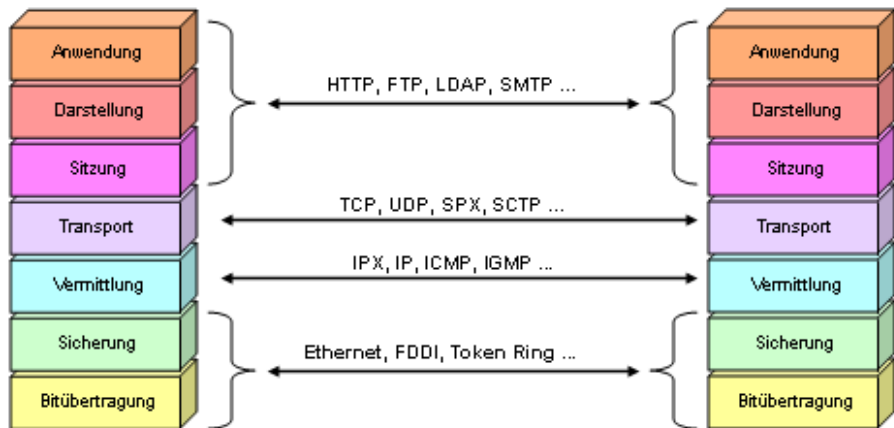 Anwendung
Darstellung
Sitzung
Transport
Vermittlung
Sicherung
Bitübertragung
HTTP, FTP, LDAP, SMTP ...
TCP, UDP, SPX, SCTP ...
IPX, IP, ICMP, IGMP ...
Ethernet, FDDI, Token Ring ...
Anwendung
Darstellung
Sitzung
Transport
Vermittlung
Sicherung
Bitübertragung